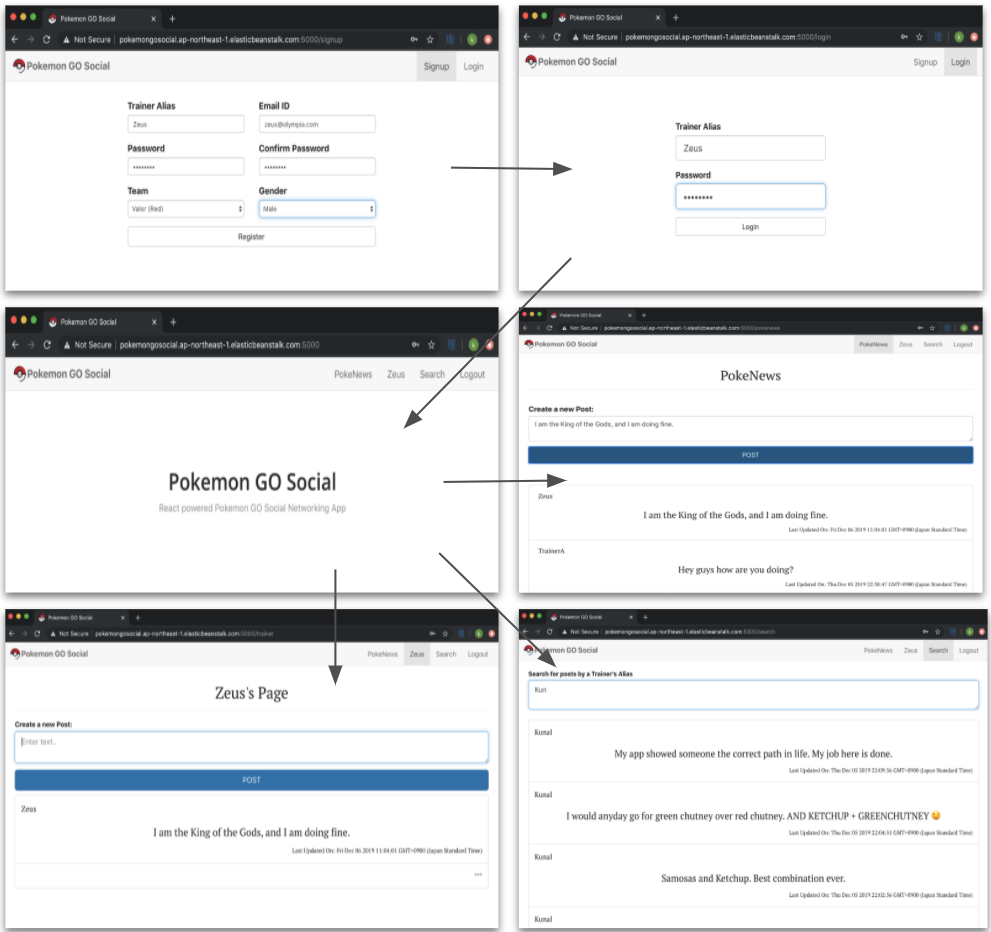 Pokemon GO Social
Not Secure | pokemongosocial.ap-northeast-1.elasticbeanstalk.com:5000/signup
Pokemon GO Social
Signup Login
Trainer Alias Email ID
Zeus zeus@olympia.com
Password Confirm Password
•••••••• ••••••••
Team Gender
Valor (Red) Male
Register
Pokemon GO Social
Not Secure | pokemongosocial.ap-northeast-1.elasticbeanstalk.com:5000/login
Pokemon GO Social
Signup Login
Trainer Alias
Zeus
Password
••••••••
Login
Pokemon GO Social
Not Secure | pokemongosocial.ap-northeast-1.elasticbeanstalk.com:5000
Pokemon GO Social
PokeNews Zeus Search Logout
Pokemon GO Social
React powered Pokemon GO Social Networking App
Pokemon GO Social
Not Secure | pokemongosocial.ap-northeast-1.elasticbeanstalk.com:5000/pokenews
Pokemon GO Social
PokeNews Zeus Search Logout
PokeNews
Create a new Post:
I am the King of the Gods, and I am doing fine.
POST
Zeus
I am the King of the Gods, and I am doing fine.
Last Updated On: Fri Dec 06 2019 11:04:01 GMT+0900 (Japan Standard Time)
TrainerA
Hey guys how are you doing?
Last Updated On: Thu Dec 05 2019 22:50:47 GMT+0900 (Japan Standard Time)
Pokemon GO Social
Not Secure | pokemongosocial.ap-northeast-1.elasticbeanstalk.com:5000/trainer
Pokemon GO Social
PokeNews Zeus Search Logout
Zeus's Page
Create a new Post:
Enter text..
POST
Zeus
I am the King of the Gods, and I am doing fine.
Last Updated On: Fri Dec 06 2019 11:04:01 GMT+0900 (Japan Standard Time)
•••
Pokemon GO Social
Not Secure | pokemongosocial.ap-northeast-1.elasticbeanstalk.com:5000/search
Pokemon GO Social
PokeNews Zeus Search Logout
Search for posts by a Trainer's Alias
Kun
Kunal
My app showed someone the correct path in life. My job here is done.
Last Updated On: Thu Dec 05 2019 22:09:56 GMT+0900 (Japan Standard Time)
Kunal
I would anyday go for green chutney over red chutney. AND KETCHUP + GREENCHUTNEY 😋
Last Updated On: Thu Dec 05 2019 22:04:51 GMT+0900 (Japan Standard Time)
Kunal
Samosas and Ketchup. Best combination ever.
Last Updated On: Thu Dec 05 2019 22:02:56 GMT+0900 (Japan Standard Time)
Kunal